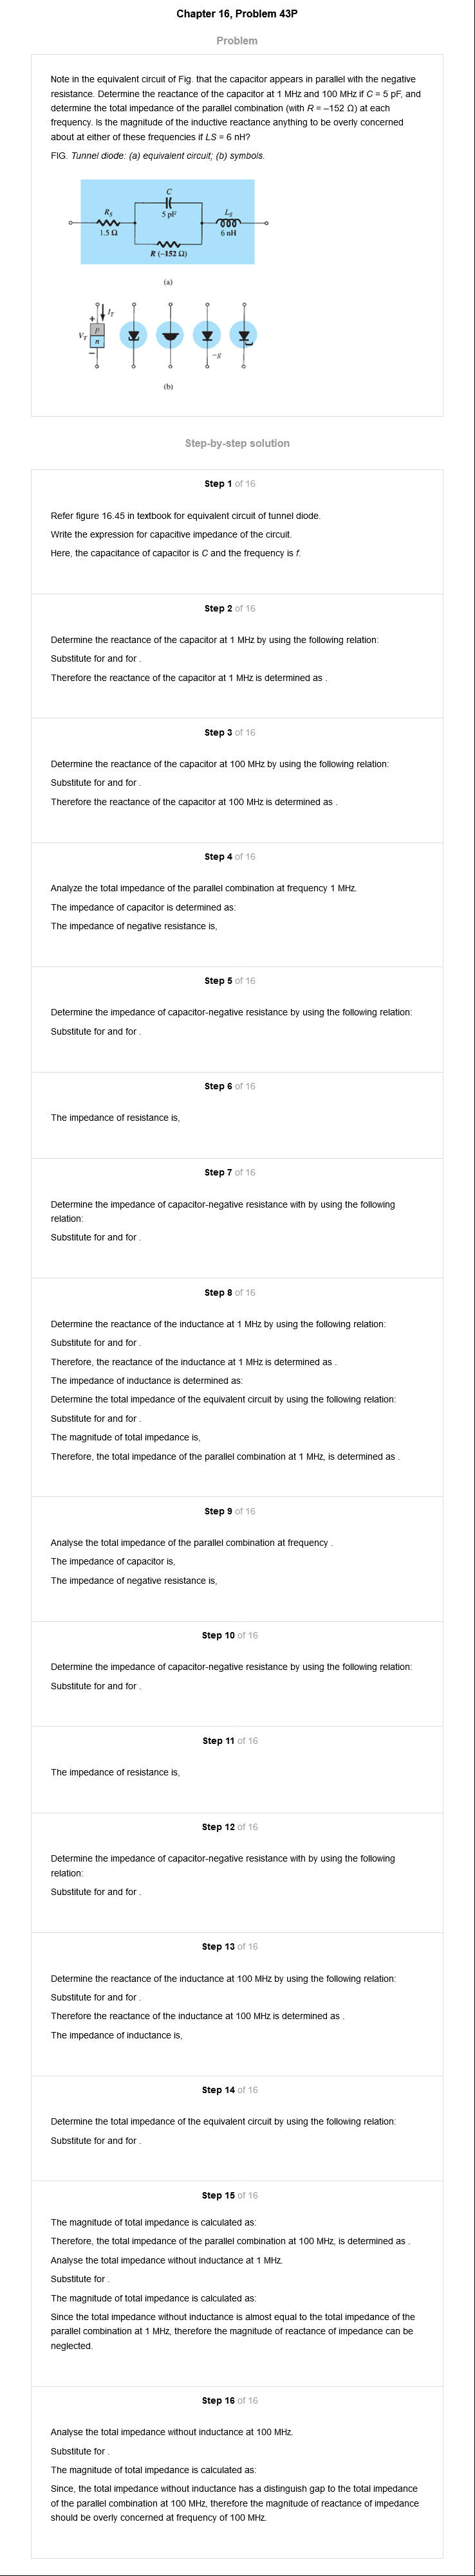 Chapter 16, Problem 43P
Problem
Note in the equivalent circuit of Fig. that the capacitor appears in parallel with the negative
resistance. Determine the reactance of the capacitor at 1 MHz and 100 MHz if C = 5 pF, and
determine the total impedance of the parallel combination (with R = –152 Ω) at each
frequency. Is the magnitude of the inductive reactance anything to be overly concerned
about at either of these frequencies if LS = 6 nH?
FIG. Tunnel diode: (a) equivalent circuit; (b) symbols.
C
5 pF
RS
1.5 Ω
LS
6 nH
R (–152 Ω)
(a)
+
IT
VT
p
n
–
–g
(b)
Step-by-step solution
Step 1 of 16
Refer figure 16.45 in textbook for equivalent circuit of tunnel diode.
Write the expression for capacitive impedance of the circuit.
Here, the capacitance of capacitor is C and the frequency is f.
Step 2 of 16
Determine the reactance of the capacitor at 1 MHz by using the following relation:
Substitute for and for .
Therefore the reactance of the capacitor at 1 MHz is determined as .
Step 3 of 16
Determine the reactance of the capacitor at 100 MHz by using the following relation:
Substitute for and for .
Therefore the reactance of the capacitor at 100 MHz is determined as .
Step 4 of 16
Analyze the total impedance of the parallel combination at frequency 1 MHz.
The impedance of capacitor is determined as:
The impedance of negative resistance is,
Step 5 of 16
Determine the impedance of capacitor-negative resistance by using the following relation:
Substitute for and for .
Step 6 of 16
The impedance of resistance is,
Step 7 of 16
Determine the impedance of capacitor-negative resistance with by using the following
relation:
Substitute for and for .
Step 8 of 16
Determine the reactance of the inductance at 1 MHz by using the following relation:
Substitute for and for .
Therefore, the reactance of the inductance at 1 MHz is determined as .
The impedance of inductance is determined as:
Determine the total impedance of the equivalent circuit by using the following relation:
Substitute for and for .
The magnitude of total impedance is,
Therefore, the total impedance of the parallel combination at 1 MHz, is determined as .
Step 9 of 16
Analyse the total impedance of the parallel combination at frequency .
The impedance of capacitor is,
The impedance of negative resistance is,
Step 10 of 16
Determine the impedance of capacitor-negative resistance by using the following relation:
Substitute for and for .
Step 11 of 16
The impedance of resistance is,
Step 12 of 16
Determine the impedance of capacitor-negative resistance with by using the following
relation:
Substitute for and for .
Step 13 of 16
Determine the reactance of the inductance at 100 MHz by using the following relation:
Substitute for and for .
Therefore the reactance of the inductance at 100 MHz is determined as .
The impedance of inductance is,
Step 14 of 16
Determine the total impedance of the equivalent circuit by using the following relation:
Substitute for and for .
Step 15 of 16
The magnitude of total impedance is calculated as:
Therefore, the total impedance of the parallel combination at 100 MHz, is determined as .
Analyse the total impedance without inductance at 1 MHz.
Substitute for .
The magnitude of total impedance is calculated as:
Since the total impedance without inductance is almost equal to the total impedance of the
parallel combination at 1 MHz, therefore the magnitude of reactance of impedance can be
neglected.
Step 16 of 16
Analyse the total impedance without inductance at 100 MHz.
Substitute for .
The magnitude of total impedance is calculated as:
Since, the total impedance without inductance has a distinguish gap to the total impedance
of the parallel combination at 100 MHz, therefore the magnitude of reactance of impedance
should be overly concerned at frequency of 100 MHz.